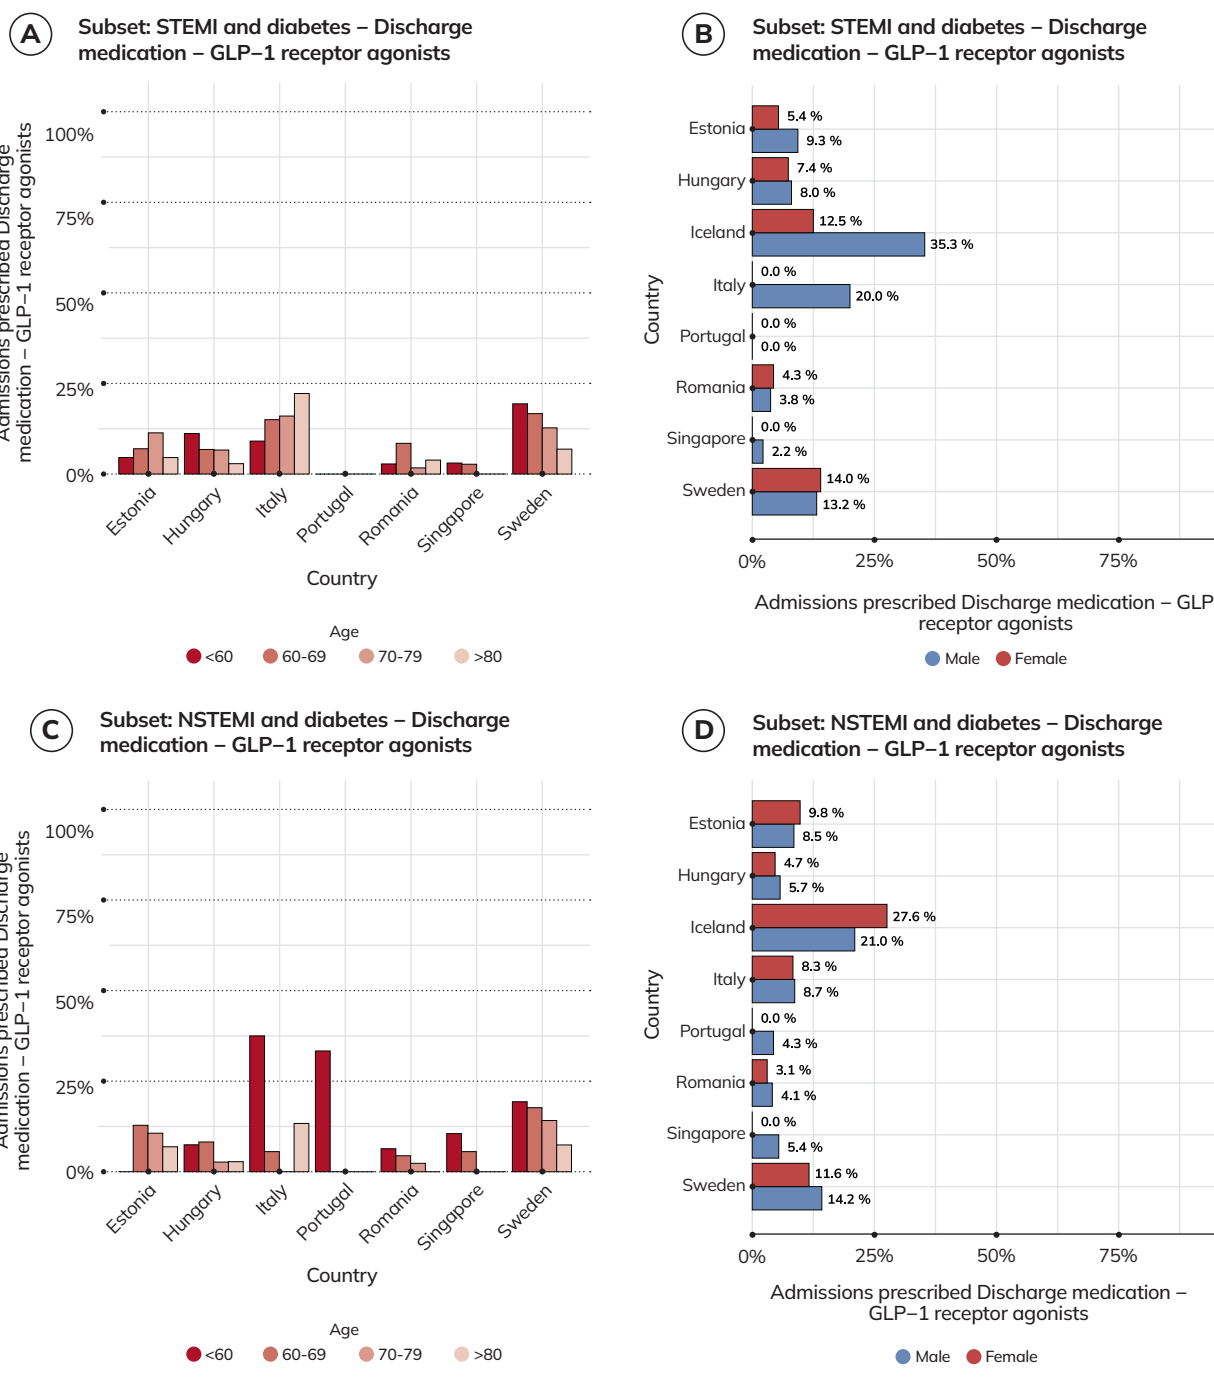 A
Subset: STEMI and diabetes – Discharge
medication – GLP–1 receptor agonists
Admissions prescribed Discharge
medication – GLP–1 receptor agonists
100%
75%
50%
25%
0%
Estonia
Hungary
Italy
Portugal
Romania
Singapore
Sweden
Country
Age
<60 60-69 70-79 >80
B
Subset: STEMI and diabetes – Discharge
medication – GLP–1 receptor agonists
Country
Estonia
5.4 %
9.3 %
Hungary
7.4 %
8.0 %
Iceland
12.5 %
35.3 %
Italy
0.0 %
20.0 %
Portugal
0.0 %
0.0 %
Romania
4.3 %
3.8 %
Singapore
0.0 %
2.2 %
Sweden
14.0 %
13.2 %
0% 25% 50% 75%
Admissions prescribed Discharge medication – GLP
receptor agonists
Male Female
C
Subset: NSTEMI and diabetes – Discharge
medication – GLP–1 receptor agonists
Admissions prescribed Discharge
medication – GLP–1 receptor agonists
100%
75%
50%
25%
0%
Estonia
Hungary
Italy
Portugal
Romania
Singapore
Sweden
Country
Age
<60 60-69 70-79 >80
D
Subset: NSTEMI and diabetes – Discharge
medication – GLP–1 receptor agonists
Country
Estonia
9.8 %
8.5 %
Hungary
4.7 %
5.7 %
Iceland
27.6 %
21.0 %
Italy
8.3 %
8.7 %
Portugal
0.0 %
4.3 %
Romania
3.1 %
4.1 %
Singapore
0.0 %
5.4 %
Sweden
11.6 %
14.2 %
0% 25% 50% 75%
Admissions prescribed Discharge medication –
GLP–1 receptor agonists
Male Female